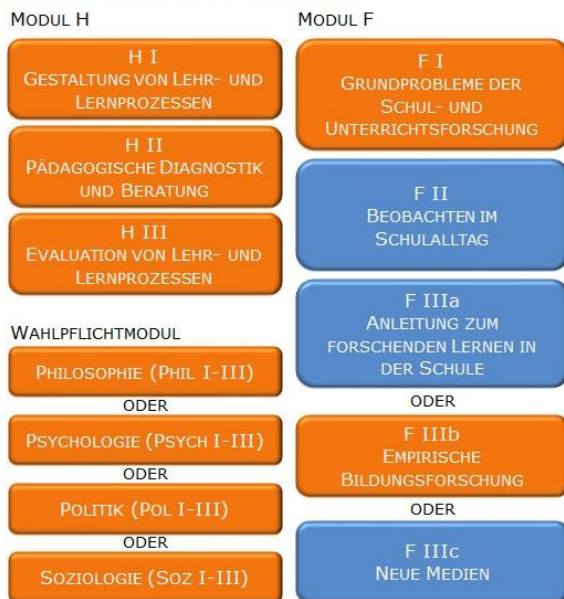 MODUL H
H I
GESTALTUNG VON LEHR- UND
LERNPROZESSEN
H II
PÄDAGOGISCHE DIAGNOSTIK
UND BERATUNG
H III
EVALUATION VON LEHR- UND
LERNPROZESSEN
WAHLPFLICHTMODUL
PHILOSOPHIE (PHIL I-III)
ODER
PSYCHOLOGIE (PSYCH I-III)
ODER
POLITIK (POL I-III)
ODER
SOZIOLOGIE (SOZ I-III)
MODUL F
F I
GRUNDPROBLEME DER
SCHUL- UND
UNTERRICHTSFORSCHUNG
F II
BEOBACHTEN IM
SCHULALLTAG
F IIIa
ANLEITUNG ZUM
FORSCHENDEN LERNEN IN
DER SCHULE
ODER
F IIIb
EMPIRISCHE
BILDUNGSFORSCHUNG
ODER
F IIIc
NEUE MEDIEN